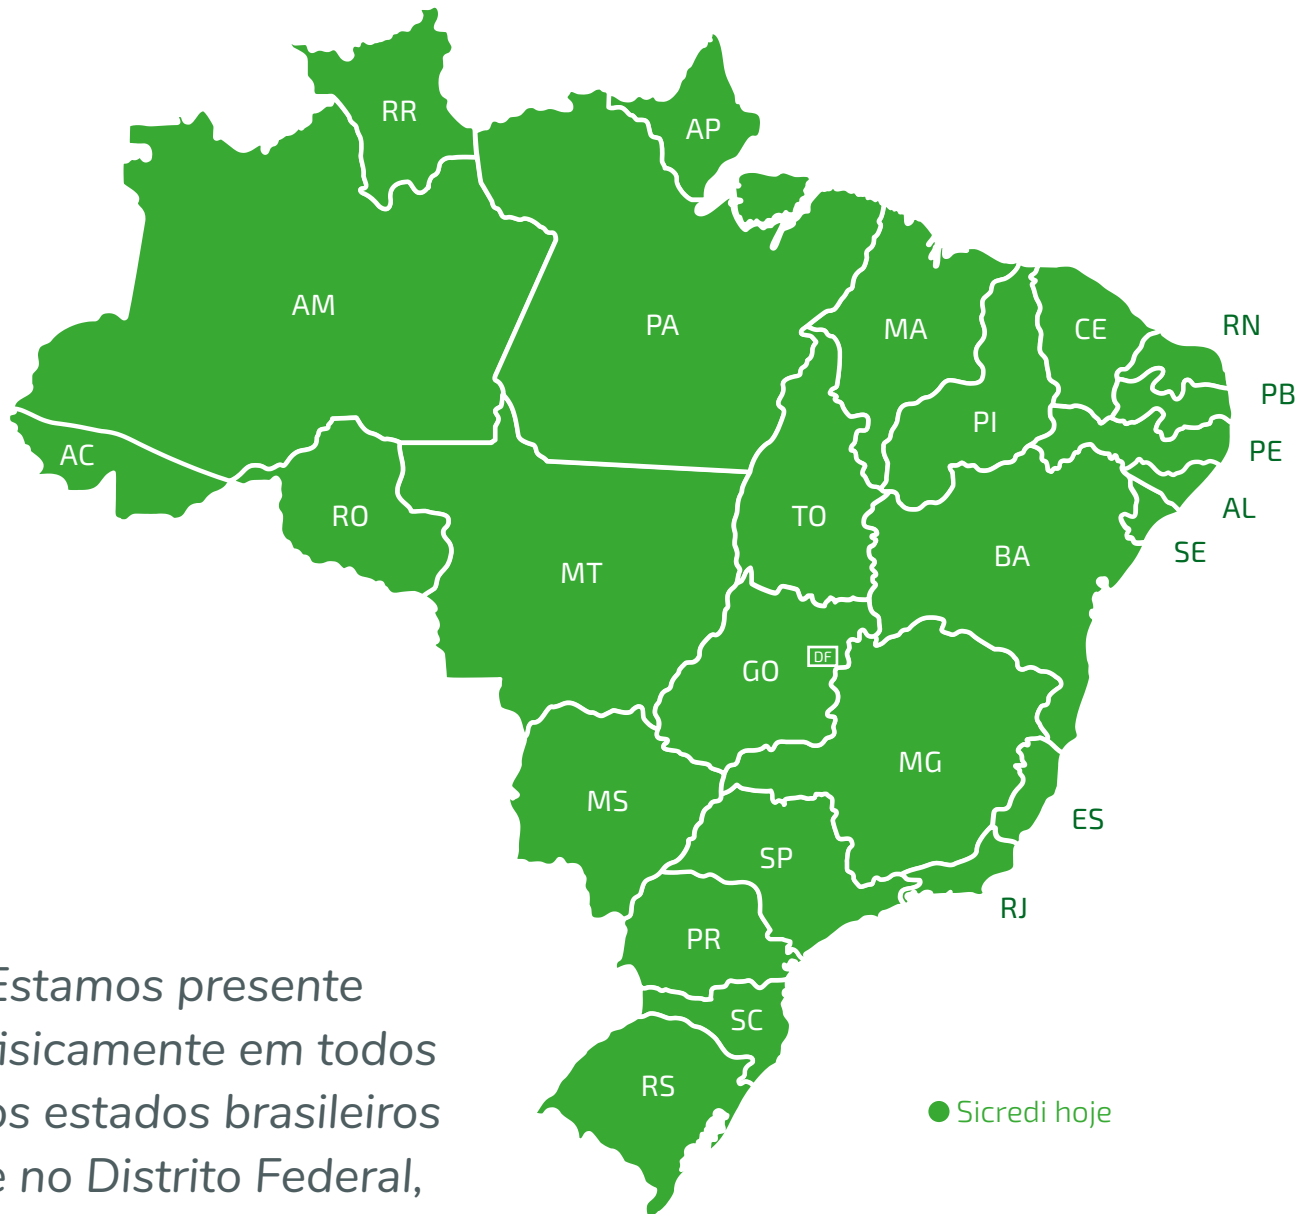 RR
AP
AM
PA
MA
CE
RN
PB
PI
PE
AC
AL
RO
TO
SE
BA
MT
DF
GO
MG
MS
ES
SP
RJ
PR
SC
RS
Estamos presente
fisicamente em todos
os estados brasileiros
e no Distrito Federal,
Sicredi hoje